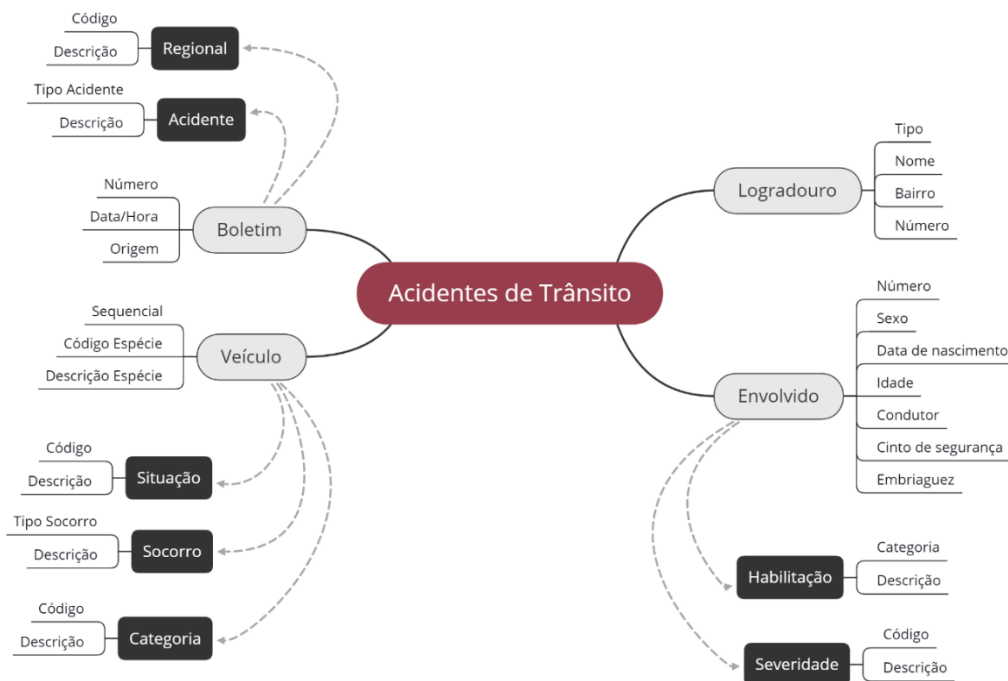 Código
Descrição
Regional
Tipo Acidente
Descrição
Acidente
Número
Data/Hora
Origem
Boletim
Sequencial
Código Espécie
Descrição Espécie
Veículo
Código
Descrição
Situação
Tipo Socorro
Descrição
Socorro
Código
Descrição
Categoria
Acidentes de Trânsito
Logradouro
Tipo
Nome
Bairro
Número
Envolvido
Número
Sexo
Data de nascimento
Idade
Condutor
Cinto de segurança
Embriaguez
Habilitação
Categoria
Descrição
Severidade
Código
Descrição